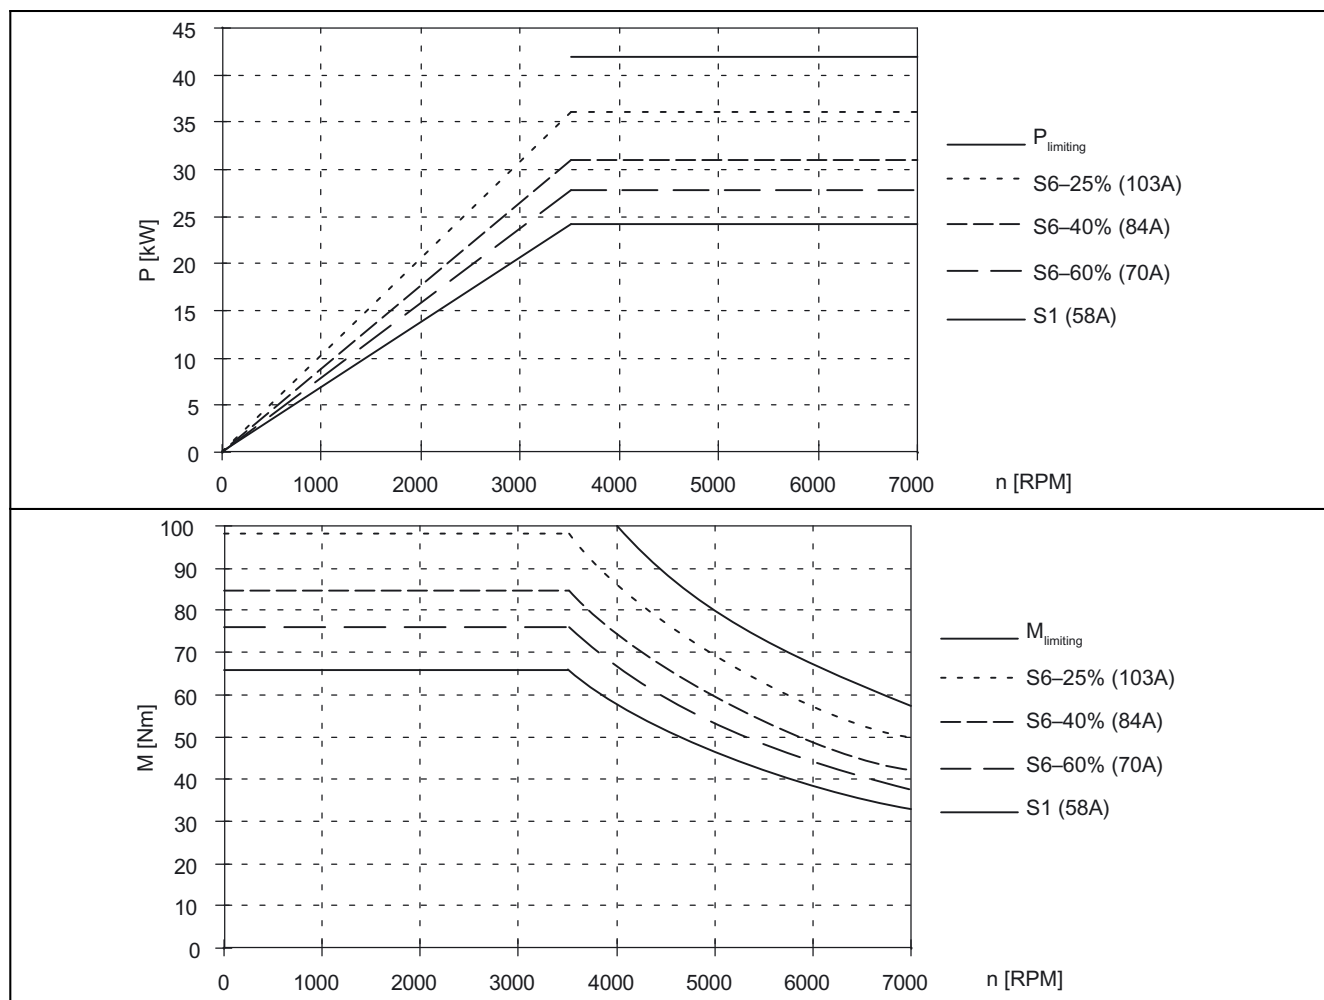 45
40
35
30
25
20
15
10
5
0
P [kW]
0 1000 2000 3000 4000 5000 6000 7000 n [RPM]
P limiting
S6–25% (103A)
S6–40% (84A)
S6–60% (70A)
S1 (58A)
100
90
80
70
60
50
40
30
20
10
0
M [Nm]
0 1000 2000 3000 4000 5000 6000 7000 n [RPM]
M limiting
S6–25% (103A)
S6–40% (84A)
S6–60% (70A)
S1 (58A)